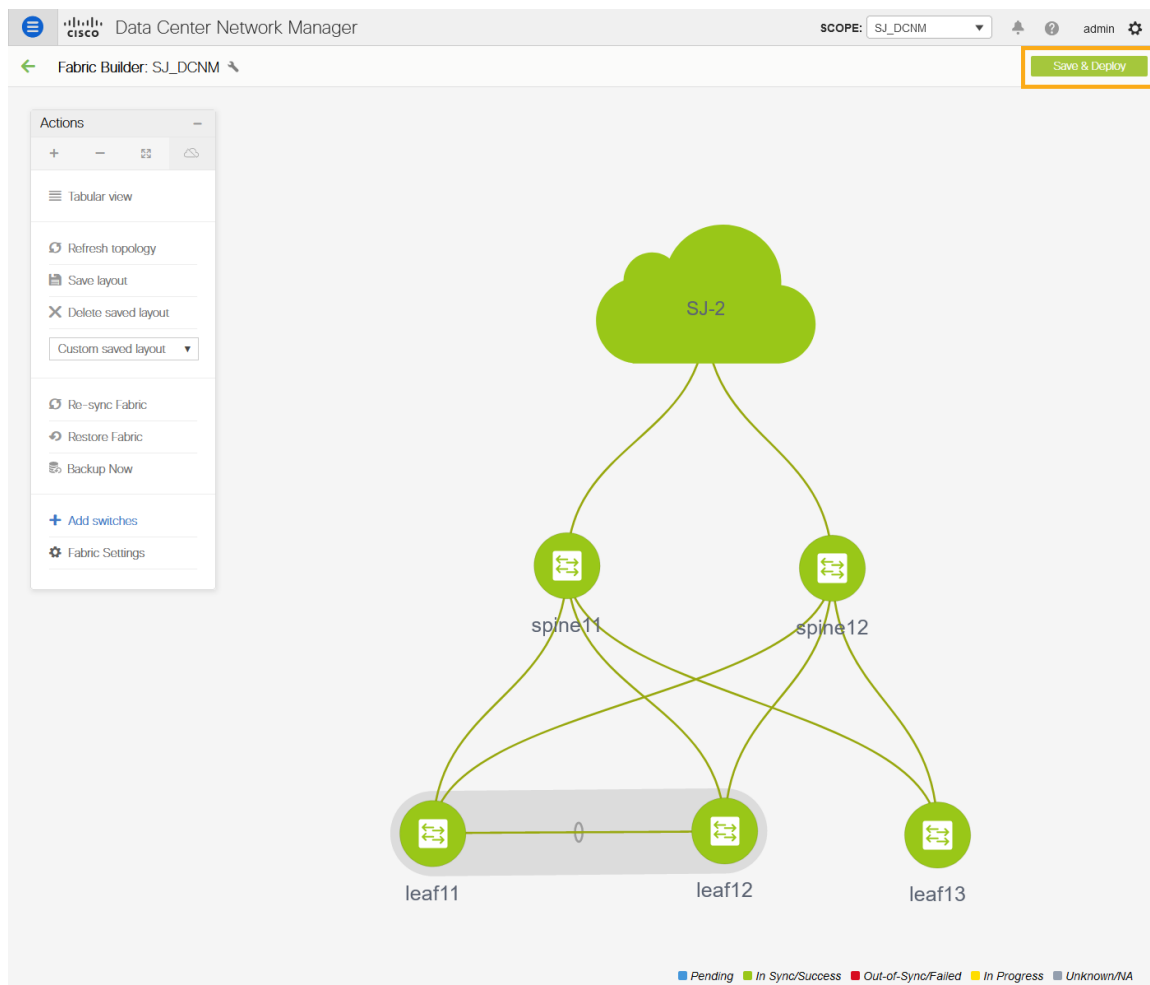 cisco Data Center Network Manager SCOPE: SJ_DCNM admin
Fabric Builder: SJ_DCNM Save & Deploy
Actions
Tabular view
Refresh topology
Save layout
Delete saved layout
Custom saved layout
Re-sync Fabric
Restore Fabric
Backup Now
Add switches
Fabric Settings
SJ-2
spine11
spine12
leaf11
leaf12
leaf13
Pending In Sync/Success Out-of-Sync/Failed In Progress Unknown/NA